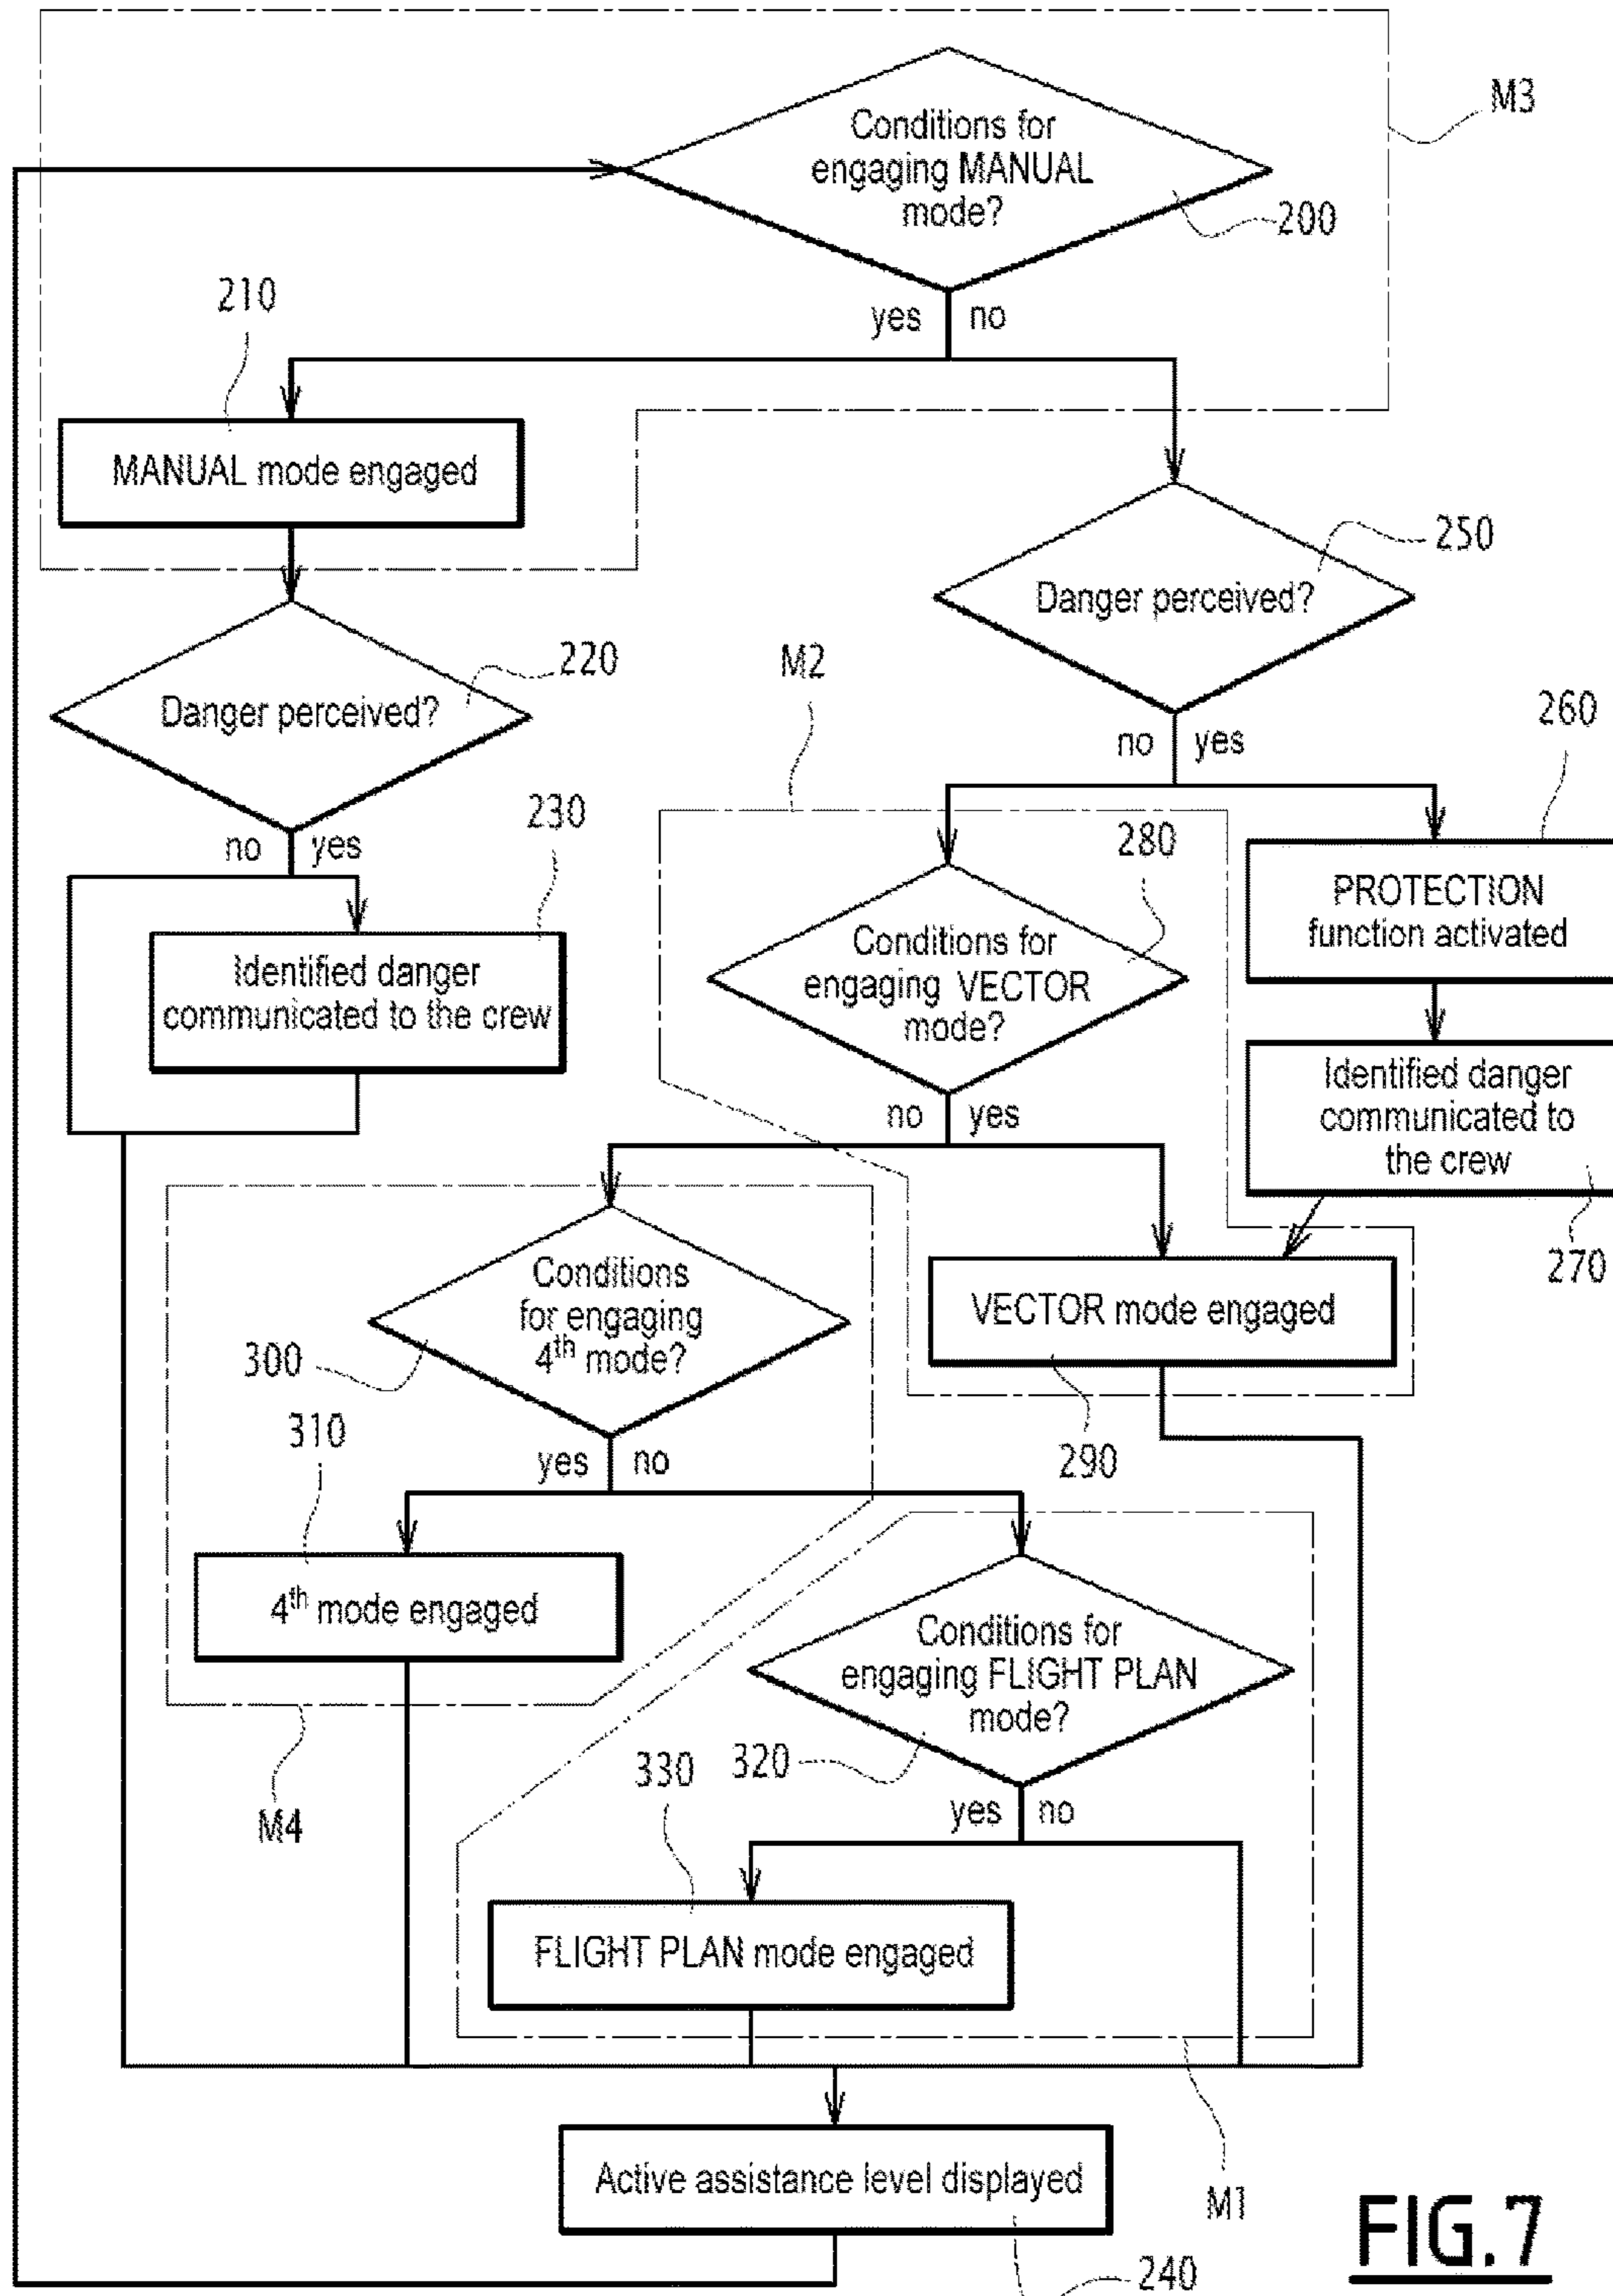 M3
Conditions for
engaging MANUAL
mode?
200
210
yes
no
MANUAL mode engaged
250
Danger perceived?
220
M2
Danger perceived?
260
no
yes
230
280
no
yes
PROTECTION
function activated
Conditions for
engaging VECTOR
mode?
Identified danger
communicated to the crew
Identified danger
communicated to
the crew
no
yes
270
Conditions
for engaging
4th mode?
VECTOR mode engaged
300
310
yes
no
290
4th mode engaged
Conditions for
engaging FLIGHT PLAN
mode?
330
320
M4
yes
no
FLIGHT PLAN mode engaged
Active assistance level displayed
M1
FIG. 7
240